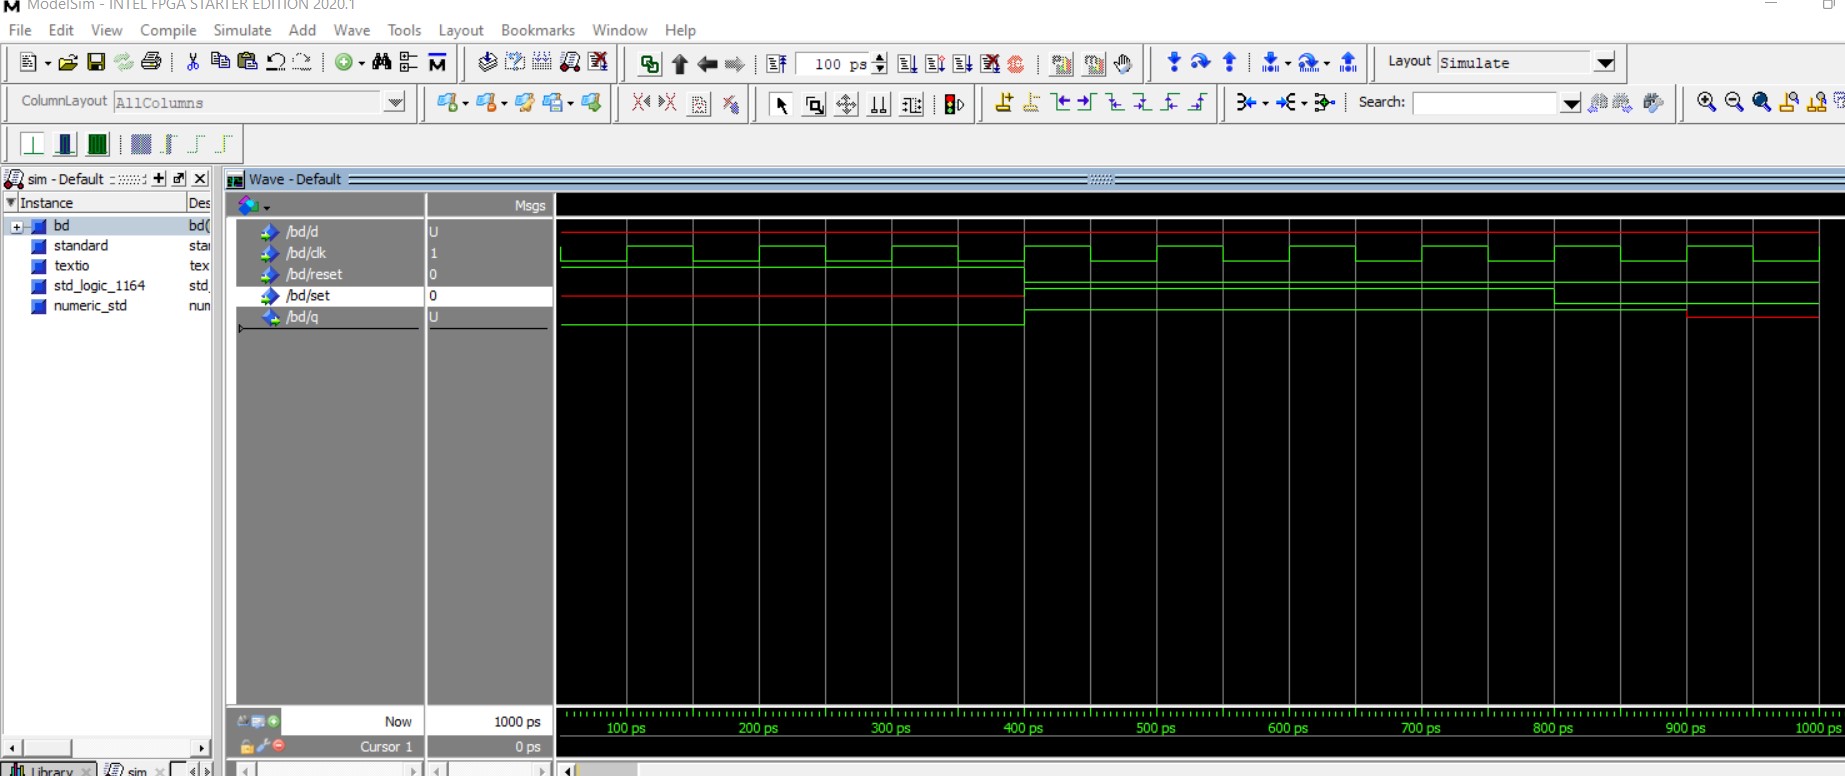 ModelSim - INTEL FPGA STARTER EDITION 2020.1
File Edit View Compile Simulate Add Wave Tools Layout Bookmarks Window Help
100 ps
Layout Simulate
ColumnLayout AllColumns
Search:
sim - Default
Wave - Default
Instance Des
Msgs
bd bd(
standard sta
textio tex
std_logic_1164 std_
numeric_std num
/bd/d U
/bd/clk 1
/bd/reset 0
/bd/set 0
/bd/q U
Now 1000 ps
Cursor 1 0 ps
100 ps 200 ps 300 ps 400 ps 500 ps 600 ps 700 ps 800 ps 900 ps 1000 ps
Library sim